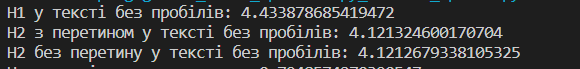 H1 у тексті без пробілів: 4.433878685419472
H2 з перетином у тексті без пробілів: 4.121324600170704
H2 без перетину у тексті без пробілів: 4.1212679338105325